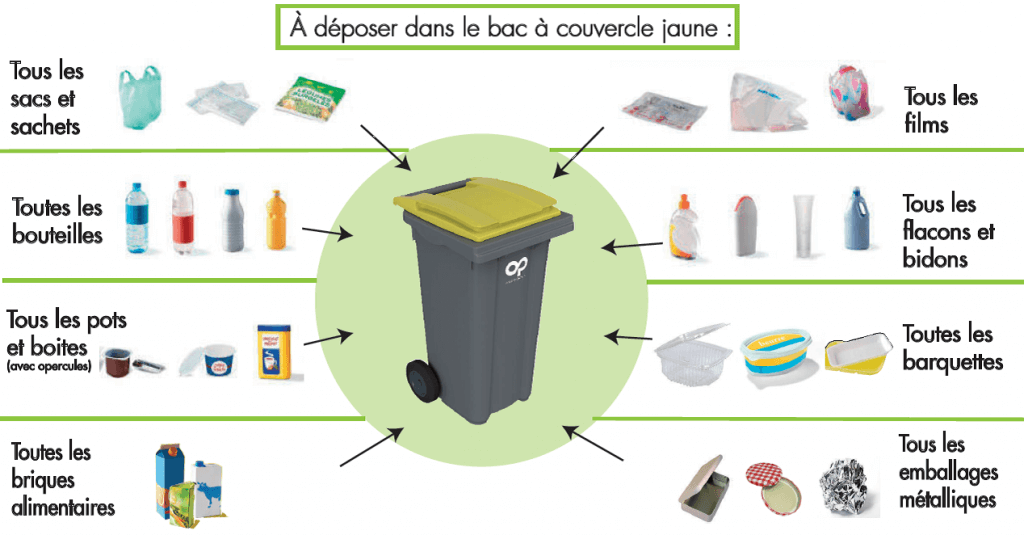 À déposer dans le bac à couvercle jaune :
Tous les
sacs et
sachets
Tous les
films
Toutes les
bouteilles
Tous les
flacons et
bidons
Tous les pots
et boites
(avec opercules)
Toutes les
barquettes
Toutes les
briques
alimentaires
Tous les
emballages
métalliques